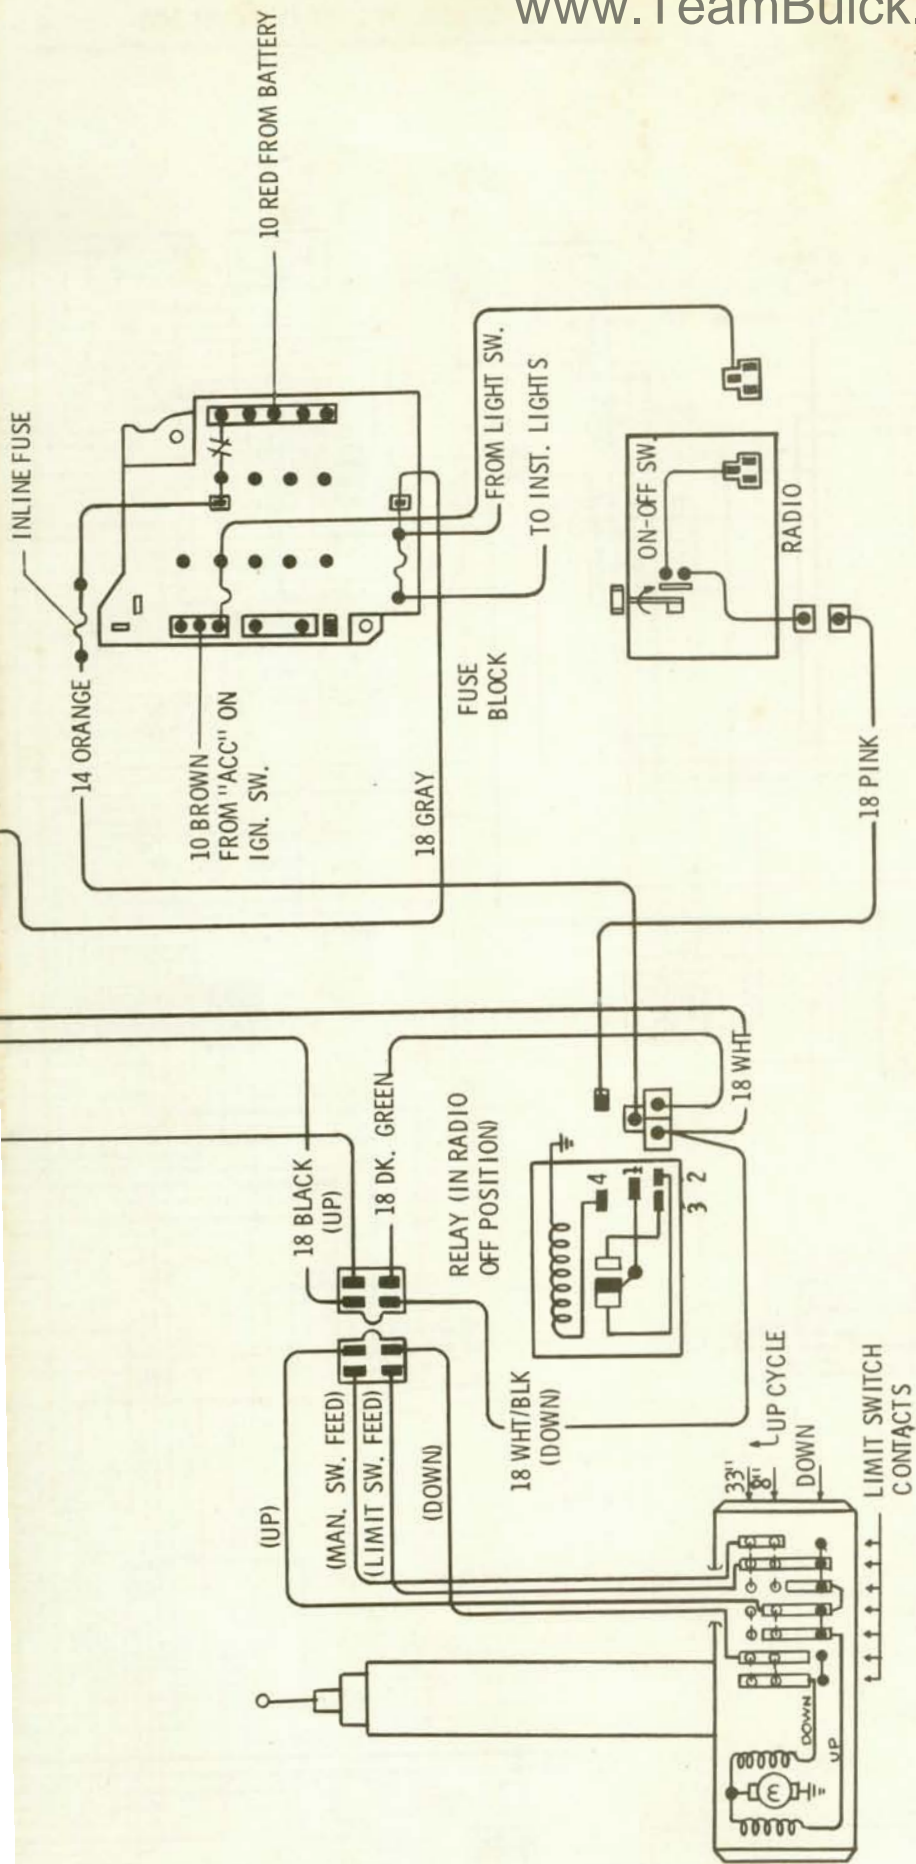 www.TeamBuick.
INLINE FUSE
10 RED FROM BATTERY
14 ORANGE
10 BROWN
FROM "ACC" ON
IGN. SW.
FUSE
BLOCK
FROM LIGHT SW.
TO INST. LIGHTS
18 GRAY
ON-OFF SW.
RADIO
18 PINK
18 BLACK
(UP)
18 DK. GREEN
RELAY (IN RADIO
OFF POSITION)
18 WHT
4
1
2
3
(UP)
(MAN. SW. FEED)
(LIMIT SW. FEED)
(DOWN)
18 WHT/BLK
(DOWN)
33"
8"
UP CYCLE
DOWN
LIMIT SWITCH
CONTACTS
DOWN
UP
M